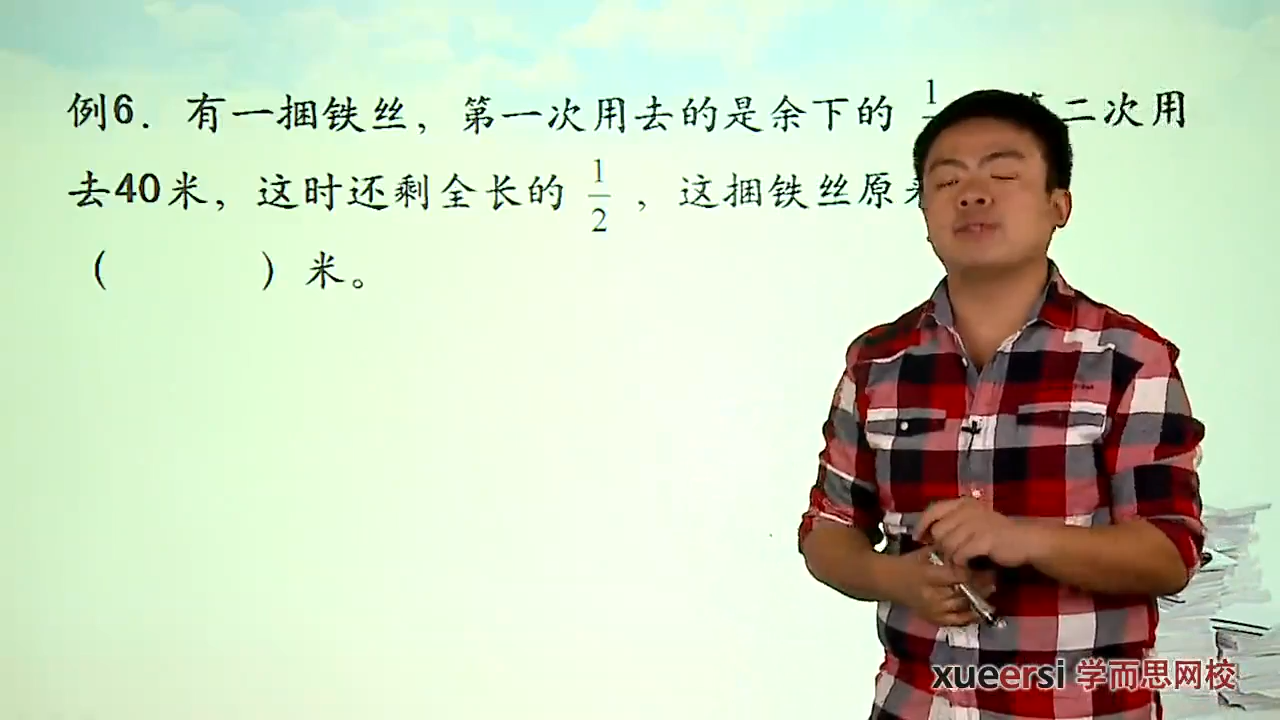 例6. 有一捆铁丝，第一次用去的是余下的 1 二次用
去40米，这时还剩全长的 1/2 ，这捆铁丝原
（ ）米。
xueersi 学而思网校